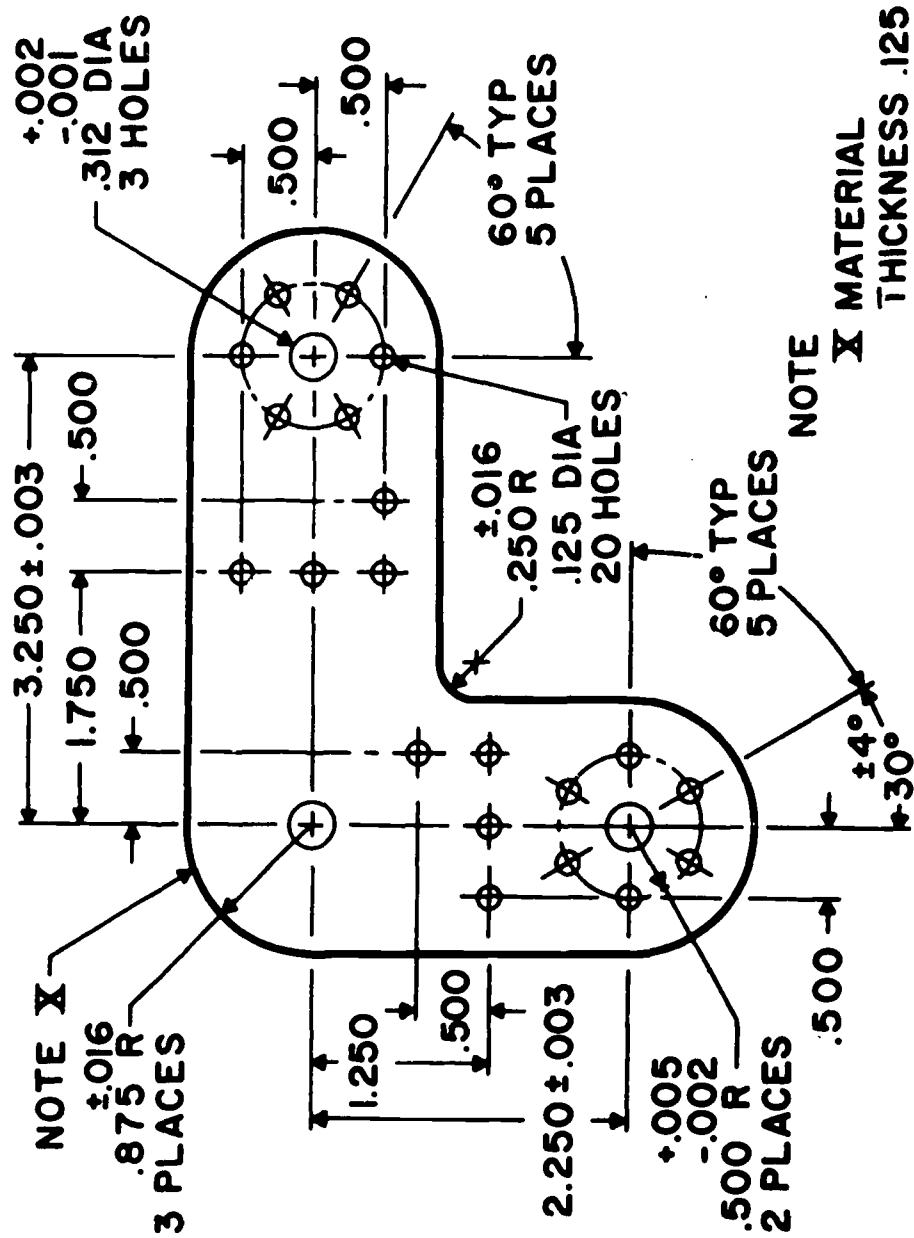 +.002
-.001
.312 DIA
3 HOLES
3.250±.003
1.750
.500
.500
.500
.500
NOTE X
±.016
.875 R
3 PLACES
60° TYP
5 PLACES
±.016
.250 R
.125 DIA
20 HOLES
1.250
.500
2.250±.003
+.005
-.002
.500 R
2 PLACES
.500
60° TYP
5 PLACES
±4°
30°
NOTE
X MATERIAL
THICKNESS .125